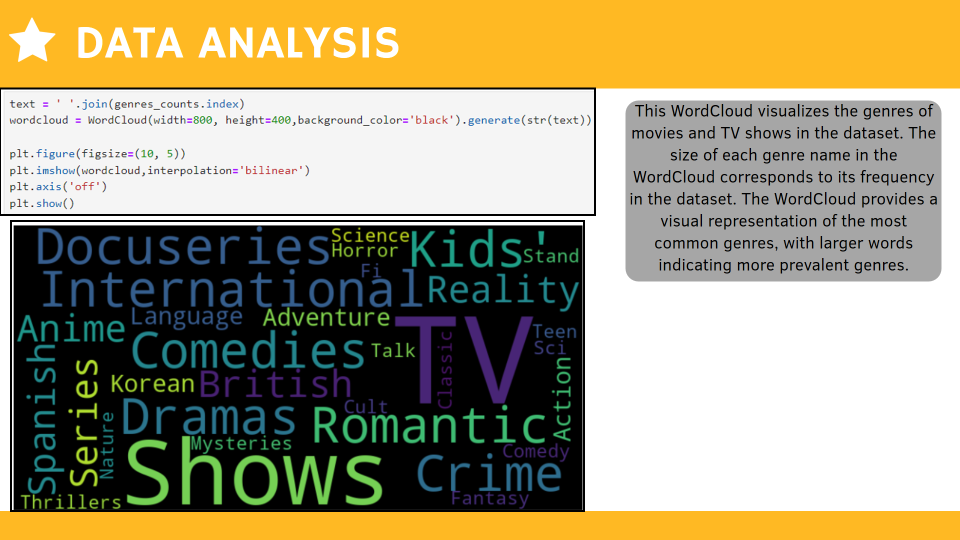 DATA ANALYSIS
text = ' '.join(genres_counts.index)
wordcloud = WordCloud(width=800, height=400,background_color='black').generate(str(text))
plt.figure(figsize=(10, 5))
plt.imshow(wordcloud,interpolation='bilinear')
plt.axis('off')
plt.show()
This WordCloud visualizes the genres of
movies and TV shows in the dataset. The
size of each genre name in the
WordCloud corresponds to its frequency
in the dataset. The WordCloud provides a
visual representation of the most
common genres, with larger words
indicating more prevalent genres.
Docuseries
Science
Horror
Kids'
Stand
Fi
International
Reality
Anime
Language
Adventure
TV
Teen
Sci
Comedies
Talk
Classic
Spanish
Series
Korean
British
Action
Nature
Dramas
Cult
Romantic
Mysteries
Shows
Comedy
Crime
Fantasy
Thrillers